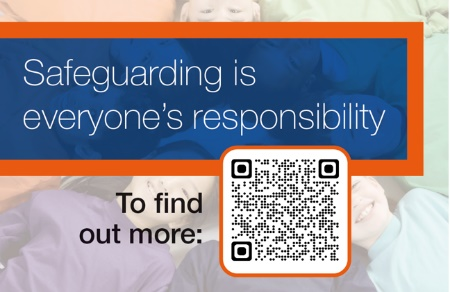 Safeguarding is
everyone's responsibility
To find
out more: